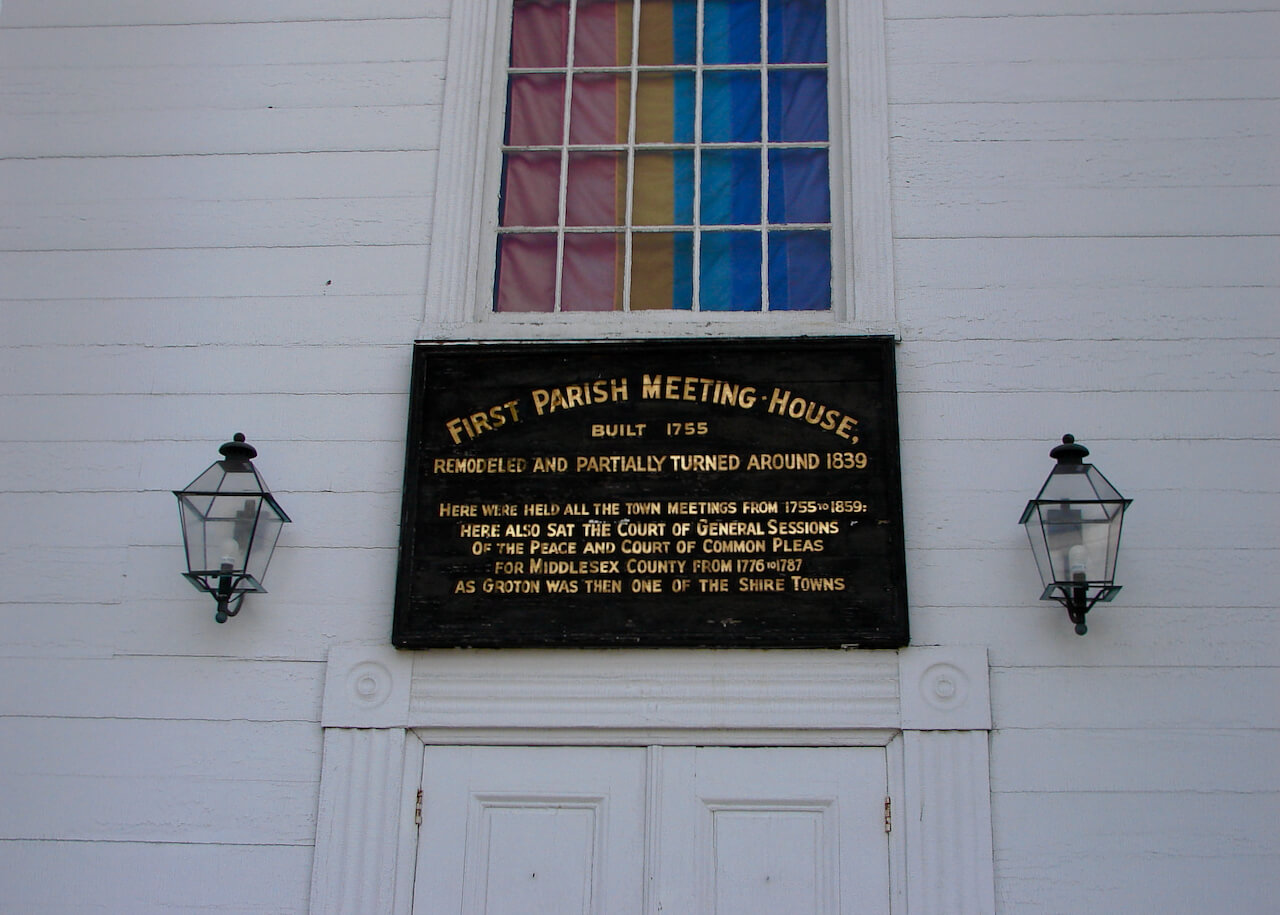 FIRST PARISH MEETING-HOUSE,
BUILT 1755
REMODELED AND PARTIALLY TURNED AROUND 1839
HERE WERE HELD ALL THE TOWN MEETINGS FROM 1755 TO 1859:
HERE ALSO SAT THE COURT OF GENERAL SESSIONS
OF THE PEACE AND COURT OF COMMON PLEAS
FOR MIDDLESEX COUNTY FROM 1776 TO 1787
AS GROTON WAS THEN ONE OF THE SHIRE TOWNS